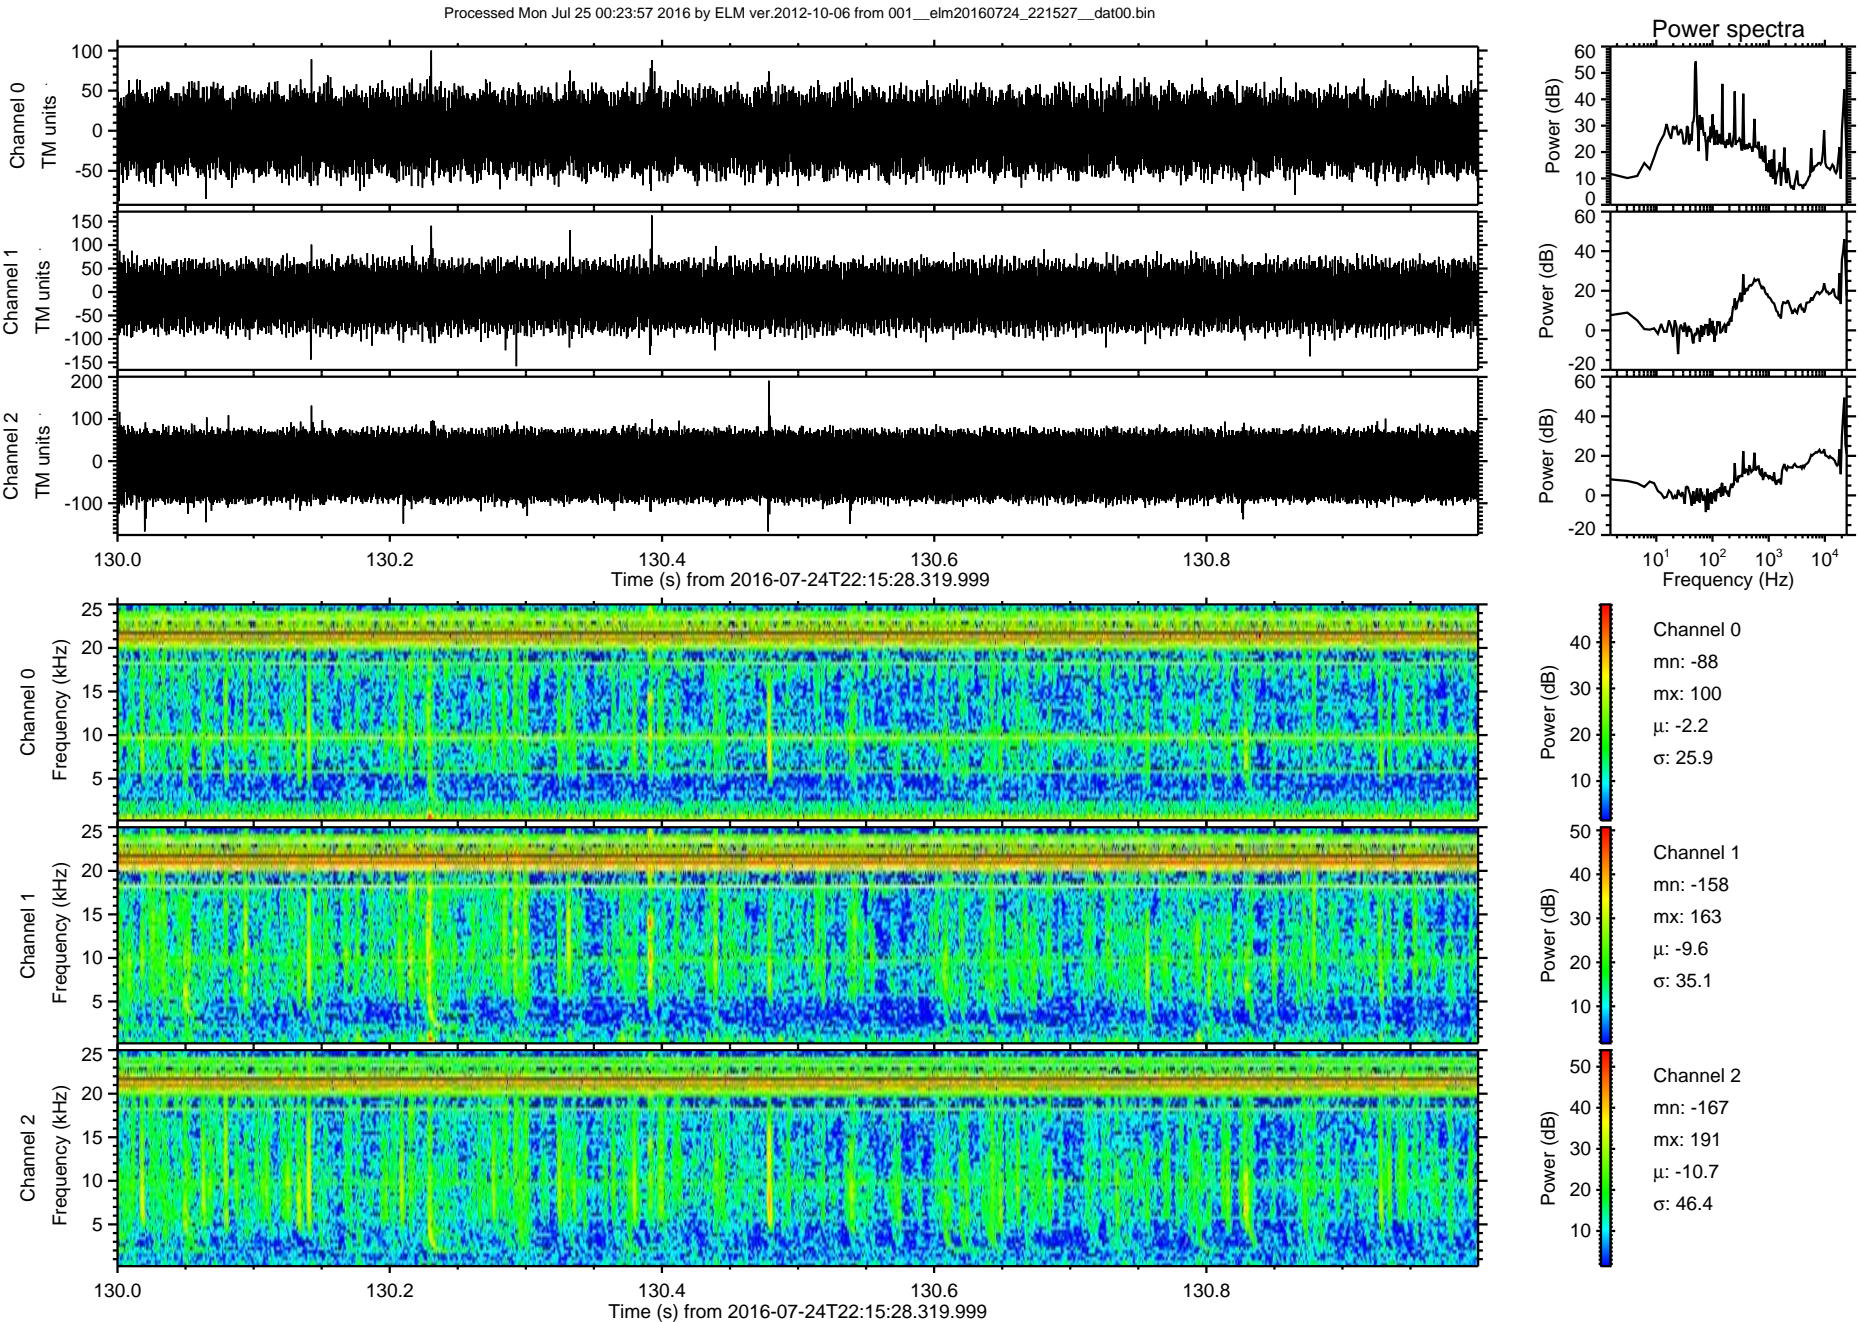 Processed Mon Jul 25 00:23:57 2016 by ELM ver.2012-10-06 from 001__elm20160724_221527__dat00.bin
Power spectra
Channel 0
TM units
100
50
0
-50
Power (dB)
60
50
40
30
20
10
0
Channel 1
TM units
150
100
50
0
-50
-100
-150
Power (dB)
60
40
20
0
-20
Channel 2
TM units
200
100
0
-100
Power (dB)
60
40
20
0
-20
130.0 130.2 130.4 130.6 130.8
Time (s) from 2016-07-24T22:15:28.319.999
10¹ 10² 10³ 10⁴
Frequency (Hz)
Channel 0
Frequency (kHz)
25
20
15
10
5
Power (dB)
40
30
20
10
Channel 0
mn: -88
mx: 100
μ: -2.2
σ: 25.9
Channel 1
Frequency (kHz)
25
20
15
10
5
Power (dB)
50
40
30
20
10
Channel 1
mn: -158
mx: 163
μ: -9.6
σ: 35.1
Channel 2
Frequency (kHz)
25
20
15
10
5
Power (dB)
50
40
30
20
10
Channel 2
mn: -167
mx: 191
μ: -10.7
σ: 46.4
130.0 130.2 130.4 130.6 130.8
Time (s) from 2016-07-24T22:15:28.319.999